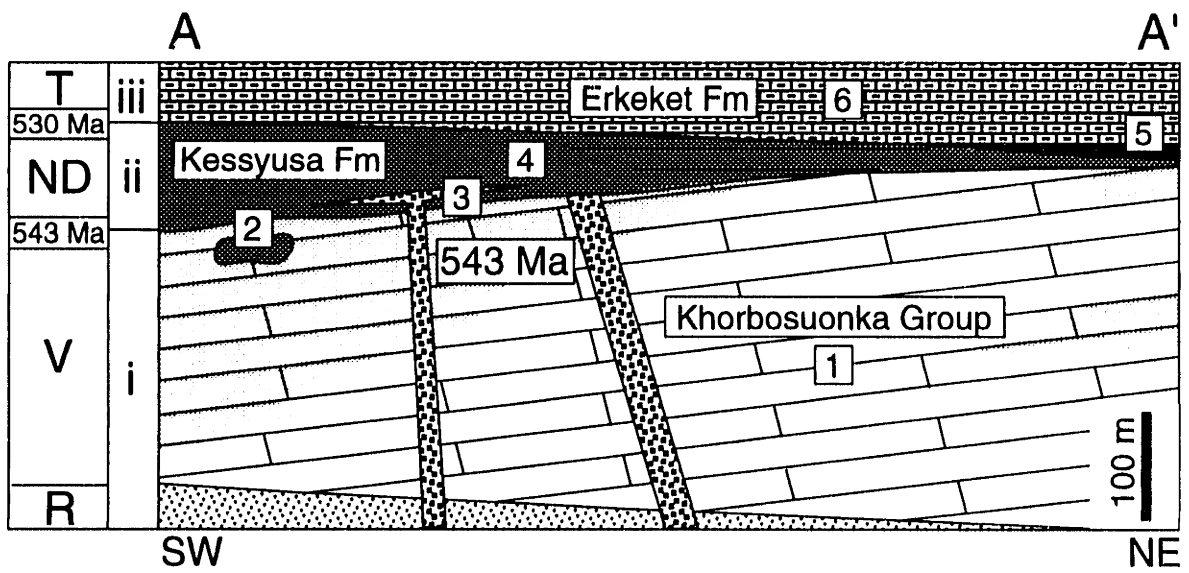 A A'
T iii Erkeket Fm 6
530 Ma 5
ND ii Kessyusa Fm 4
3
543 Ma 2
543 Ma
V i Khorbosuonka Group
1
100 m
R
SW NE